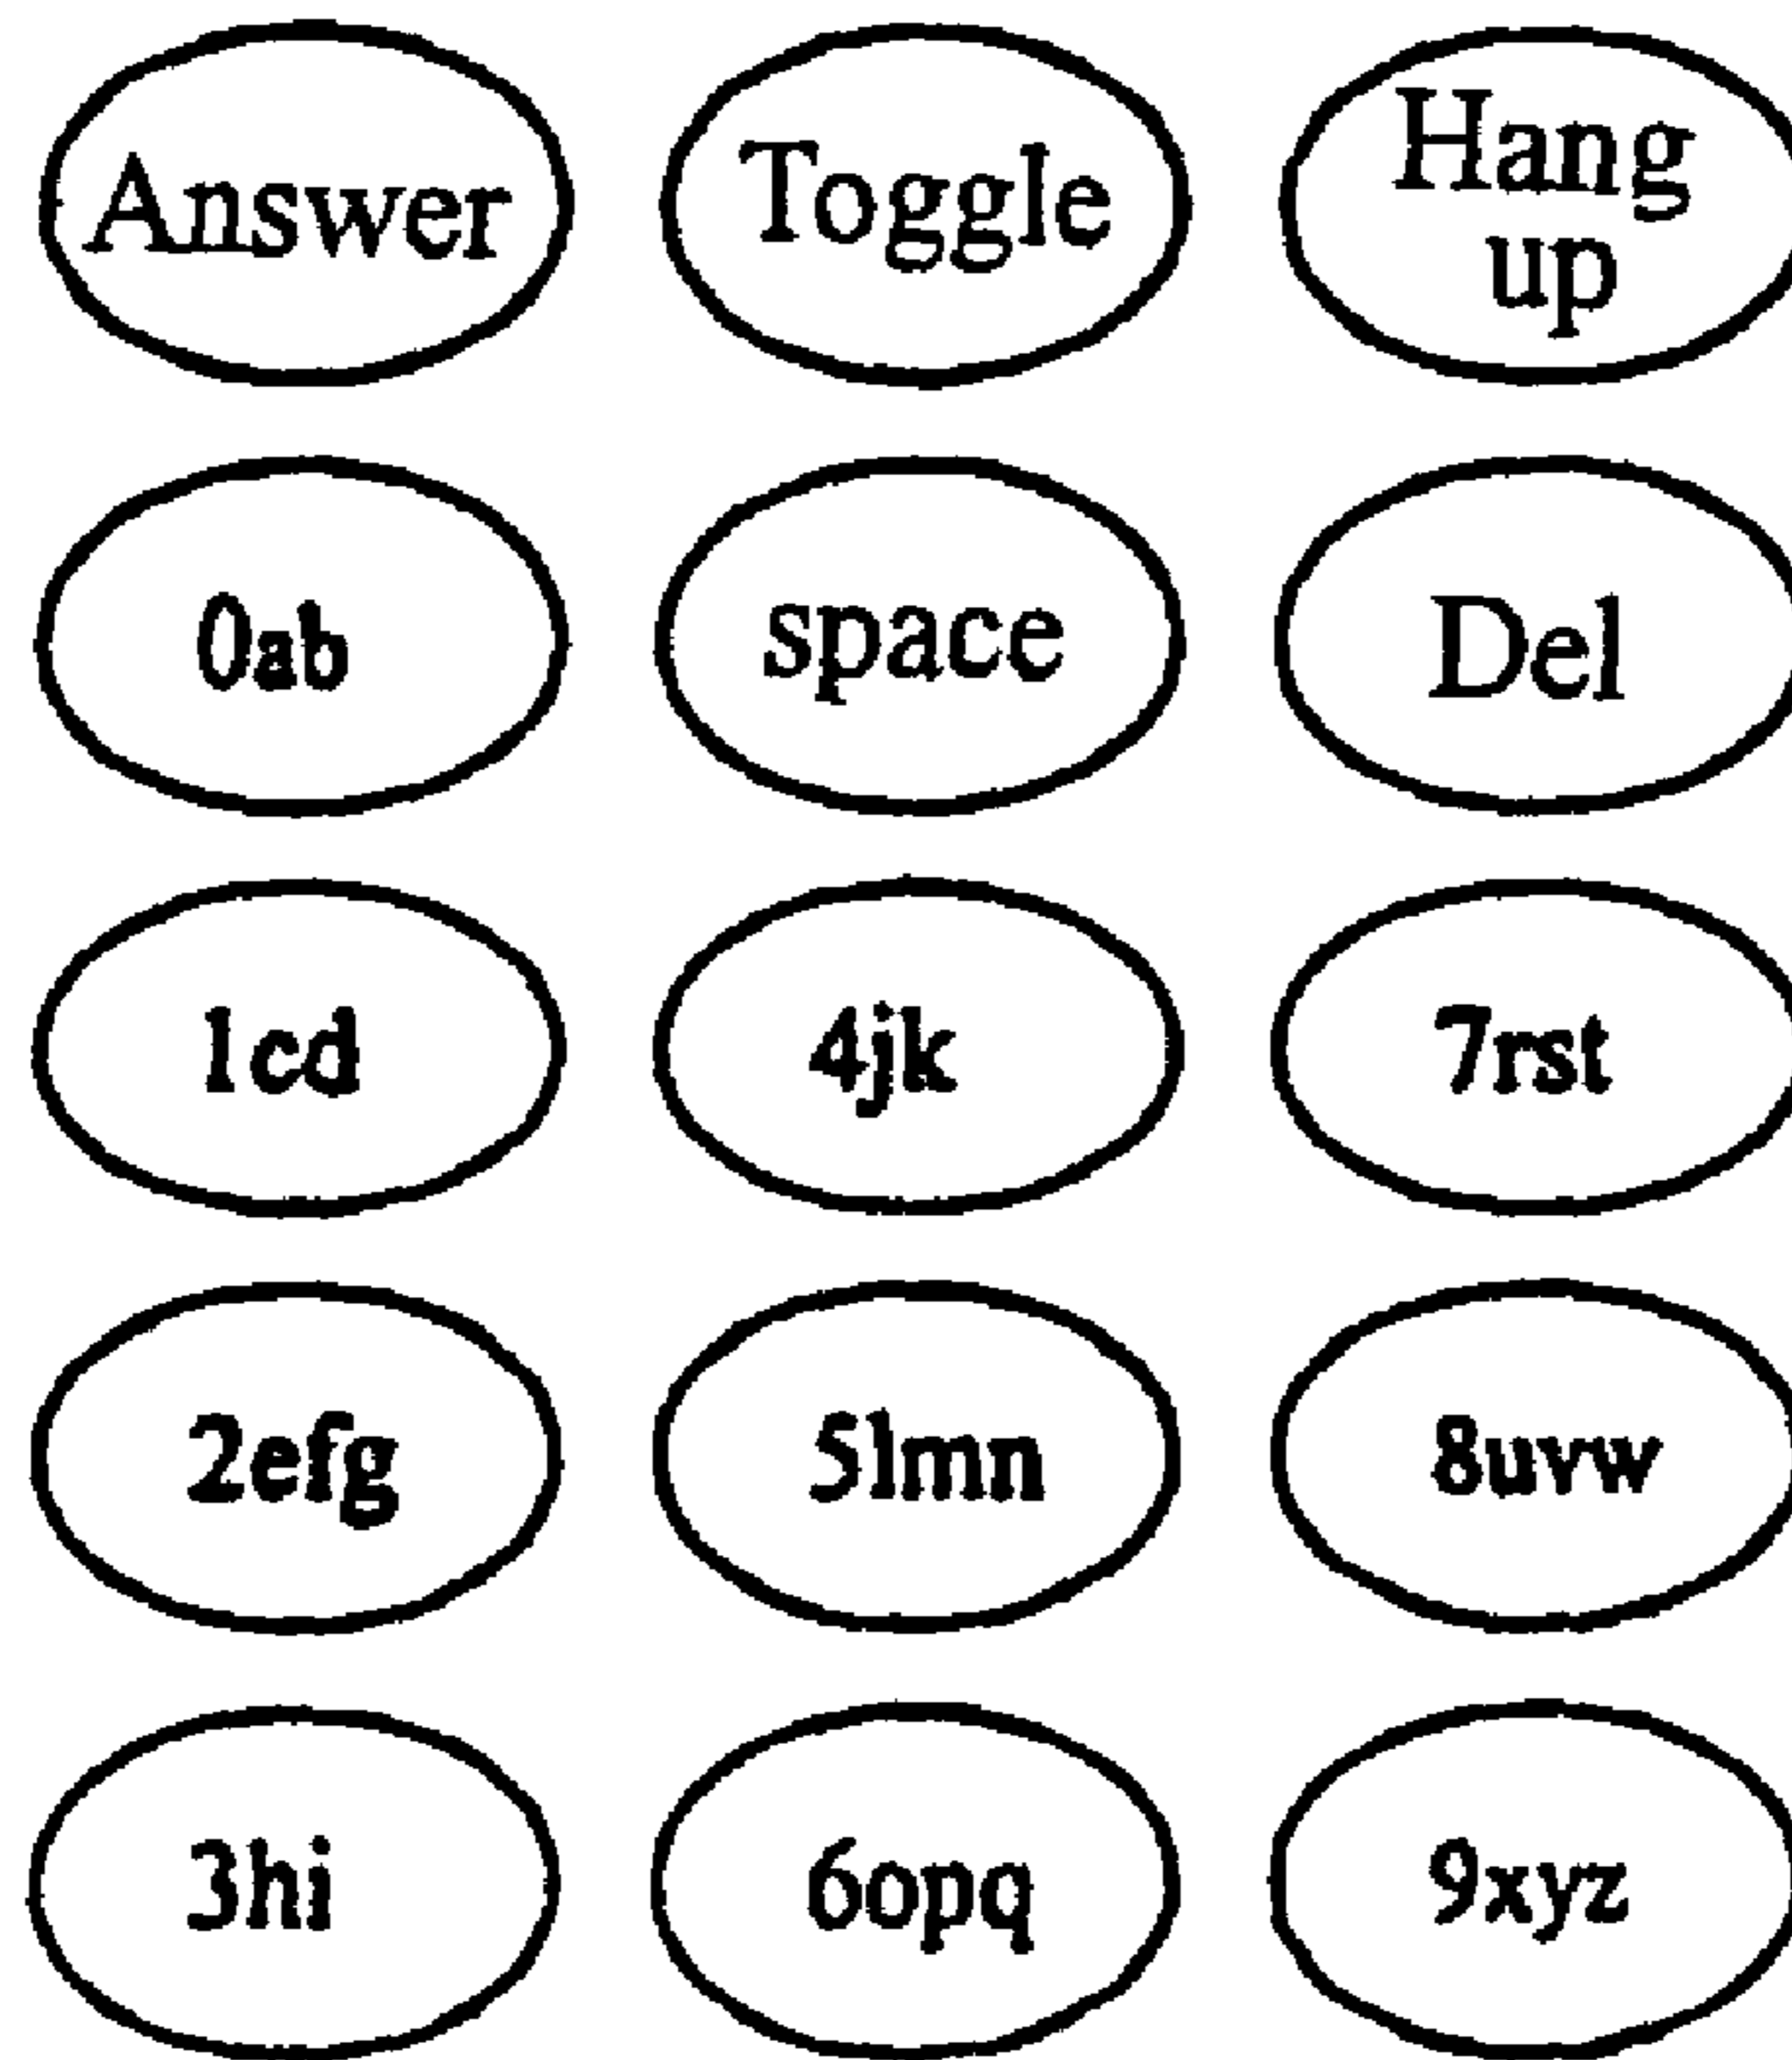 Answer
Toggle
Hang
up
0ab
space
Del
1cd
4jk
7rst
2efg
5lmn
8uvw
3hi
6opq
9xyz